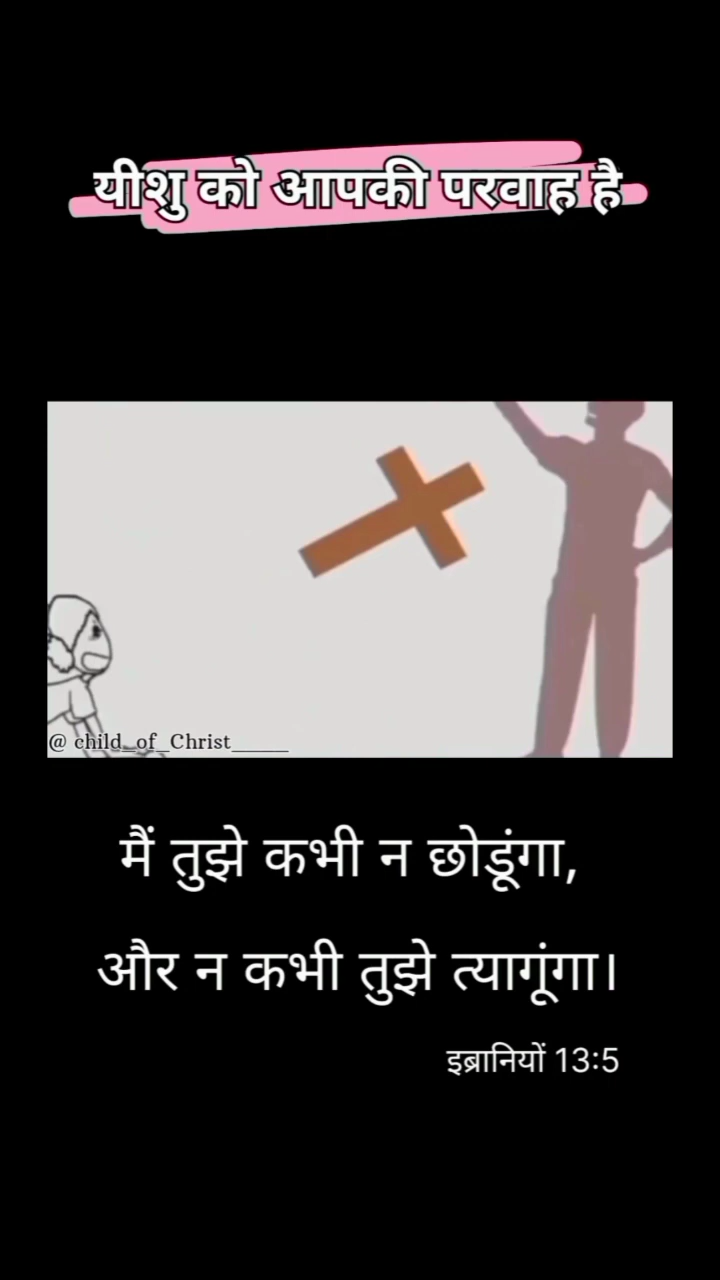 यीशु को आपकी परवाह है
@ child_of_Christ_____
मैं तुझे कभी न छोडूंगा,
और न कभी तुझे त्यागूंगा।
इब्रानियों 13:5